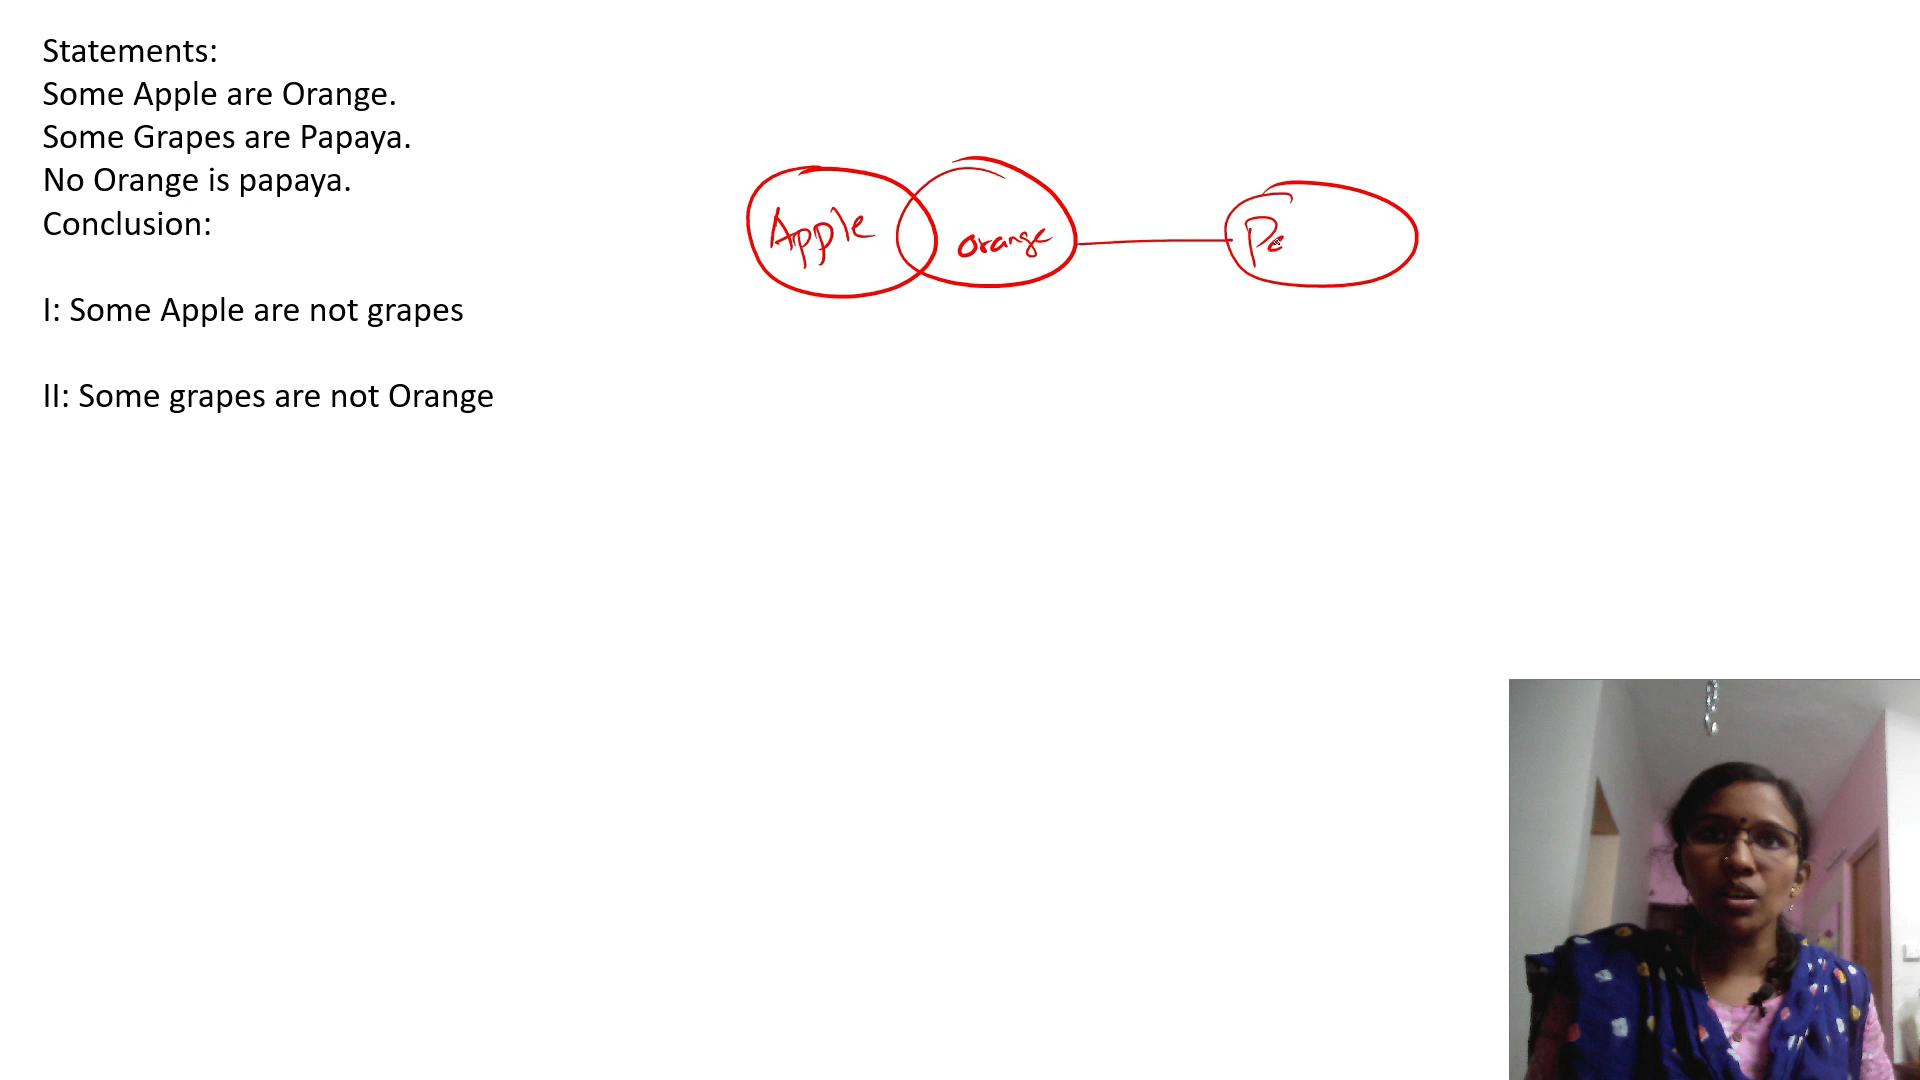 Statements:
Some Apple are Orange.
Some Grapes are Papaya.
No Orange is papaya.
Conclusion:
I: Some Apple are not grapes
II: Some grapes are not Orange
Apple
Orange
Pa